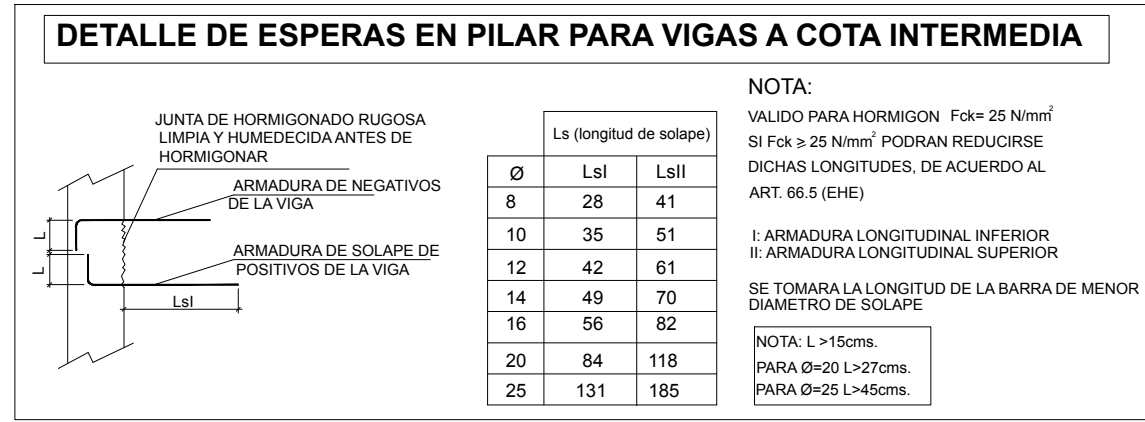 DETALLE DE ESPERAS EN PILAR PARA VIGAS A COTA INTERMEDIA
JUNTA DE HORMIGONADO RUGOSA
LIMPIA Y HUMEDECIDA ANTES DE
HORMIGONAR
ARMADURA DE NEGATIVOS
DE LA VIGA
ARMADURA DE SOLAPE DE
POSITIVOS DE LA VIGA
L
L
LsI
Ls (longitud de solape)
Ø LsI LsII
8 28 41
10 35 51
12 42 61
14 49 70
16 56 82
20 84 118
25 131 185
NOTA:
VALIDO PARA HORMIGON Fck= 25 N/mm²
SI Fck ≥ 25 N/mm² PODRAN REDUCIRSE
DICHAS LONGITUDES, DE ACUERDO AL
ART. 66.5 (EHE)
I: ARMADURA LONGITUDINAL INFERIOR
II: ARMADURA LONGITUDINAL SUPERIOR
SE TOMARA LA LONGITUD DE LA BARRA DE MENOR
DIAMETRO DE SOLAPE
NOTA: L >15cms.
PARA Ø=20 L>27cms.
PARA Ø=25 L>45cms.